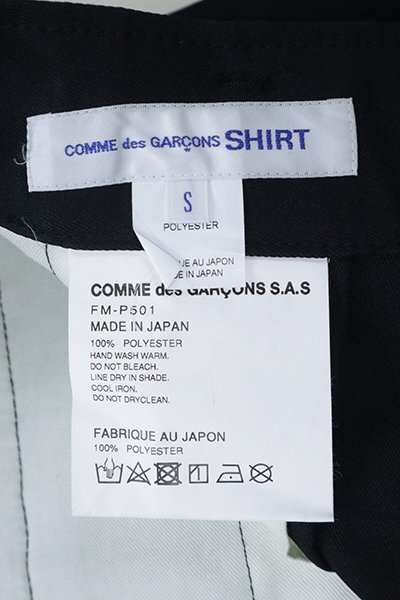 COMME des GARÇONS SHIRT
S
POLYESTER
QUE AU JAPON
IN JAPAN
COMME des GARÇONS S.A.S
FM-P501
MADE IN JAPAN
100% POLYESTER
HAND WASH WARM.
DO NOT BLEACH.
LINE DRY IN SHADE.
COOL IRON.
DO NOT DRYCLEAN.
FABRIQUE AU JAPON
100% POLYESTER